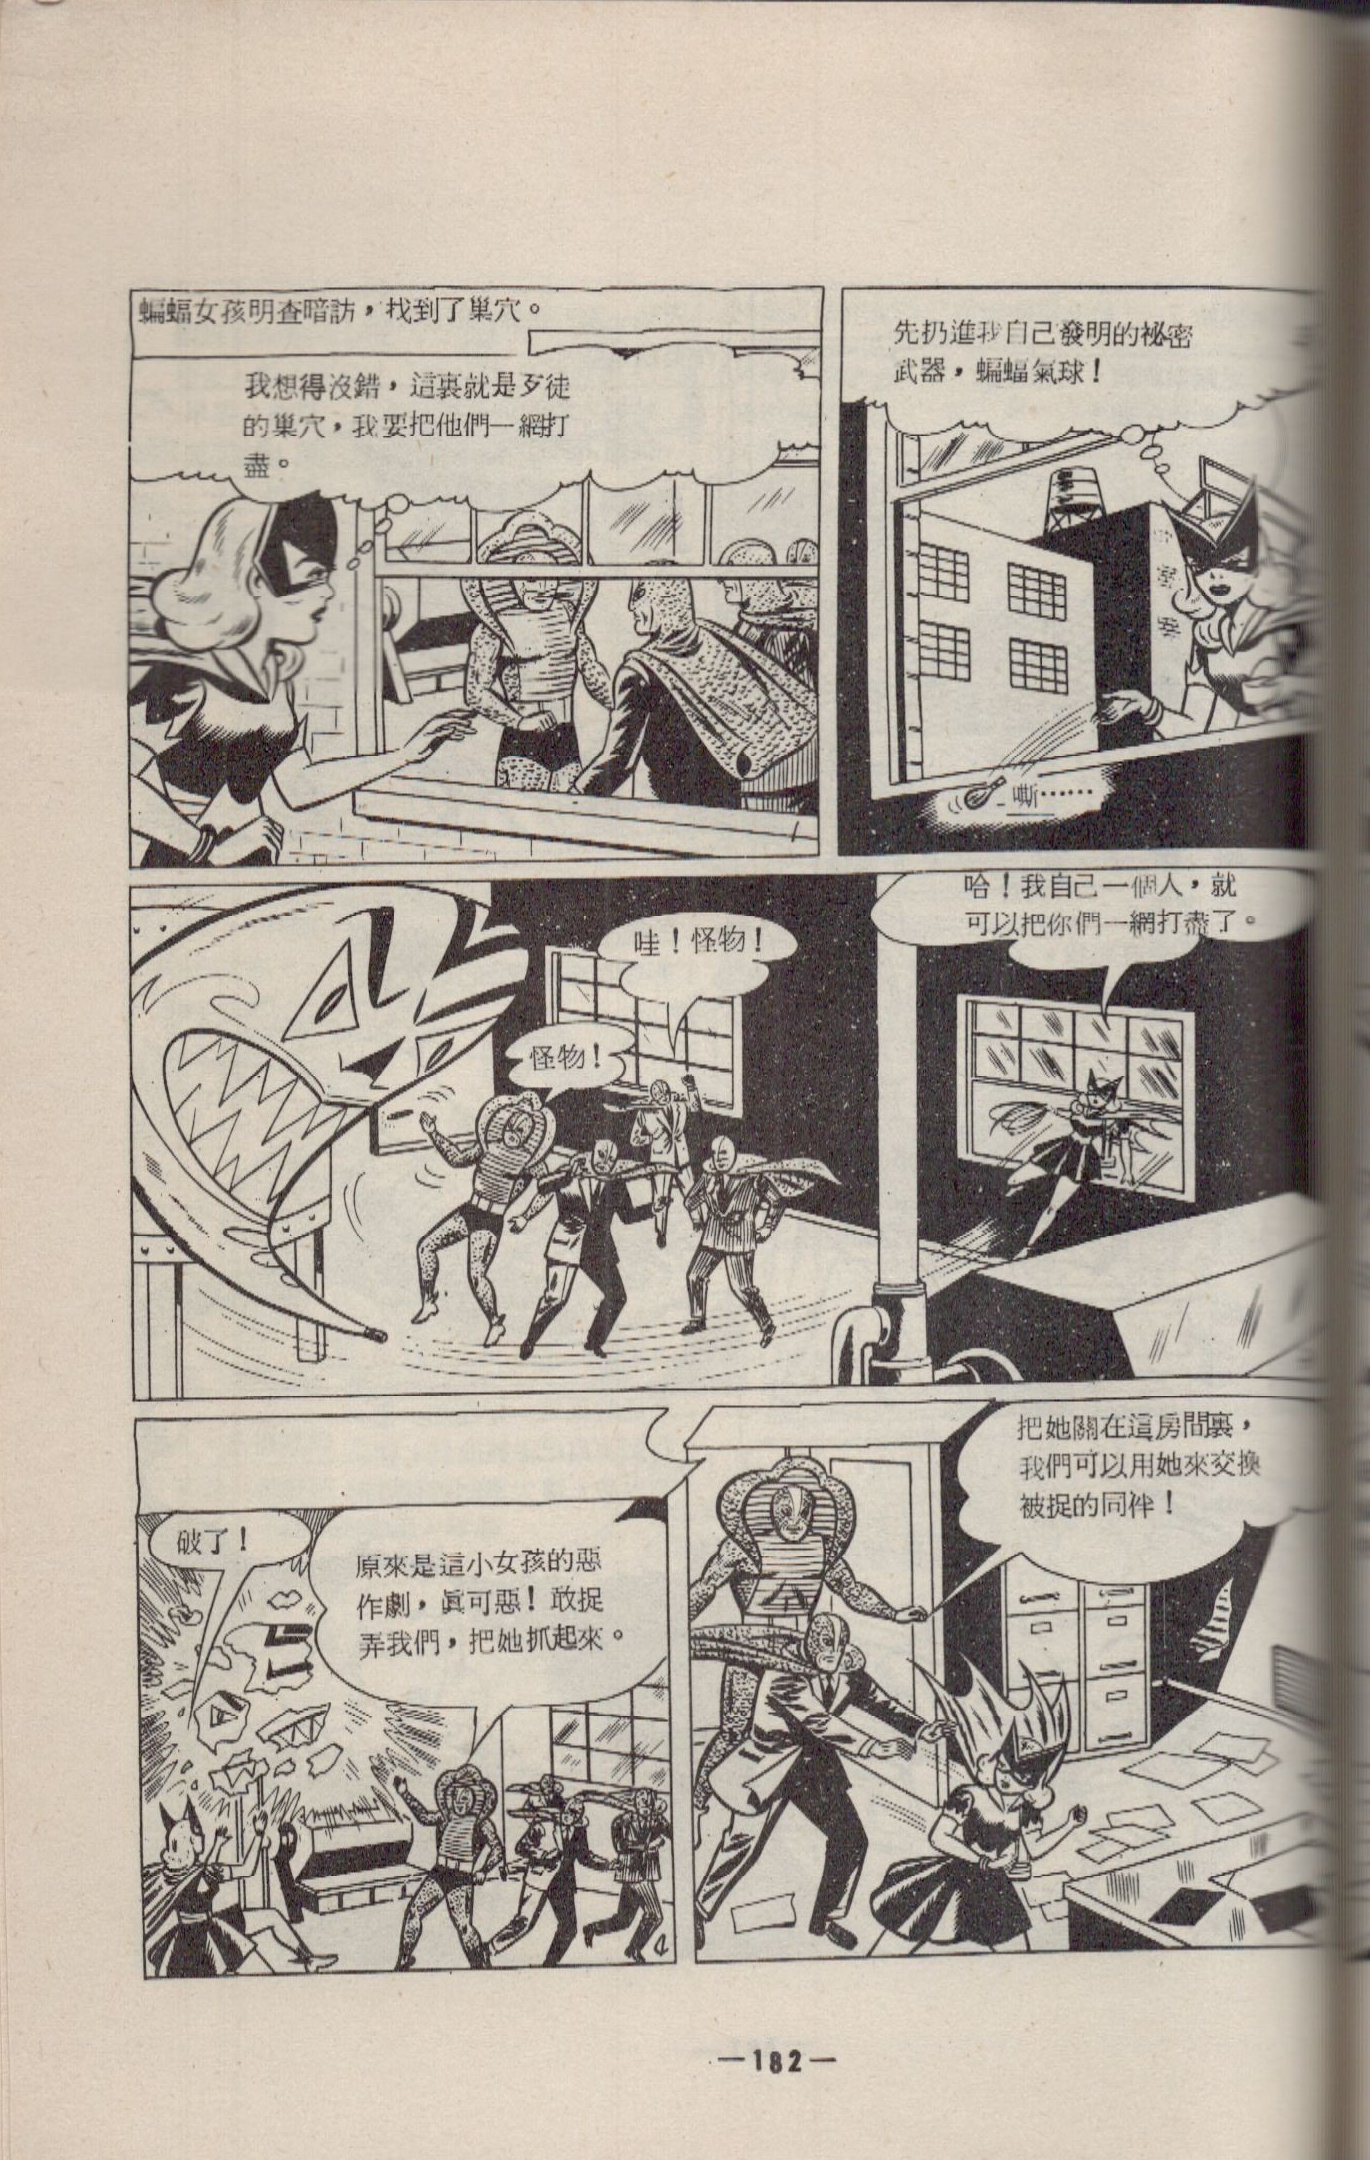 蝙蝠女孩明查暗訪，找到了巢穴。
我想得沒錯，這裏就是歹徒
的巢穴，我要把他們一網打
盡。
先扔進我自己發明的祕密
武器，蝙蝠氣球！
嘶……
哇！怪物！
怪物！
哈！我自己一個人，就
可以把你們一網打盡了。
破了！
原來是這小女孩的惡
作劇，眞可惡！敢捉
弄我們，把她抓起來。
把她關在這房間裏，
我們可以用她來交換
被捉的同伴！
—182—